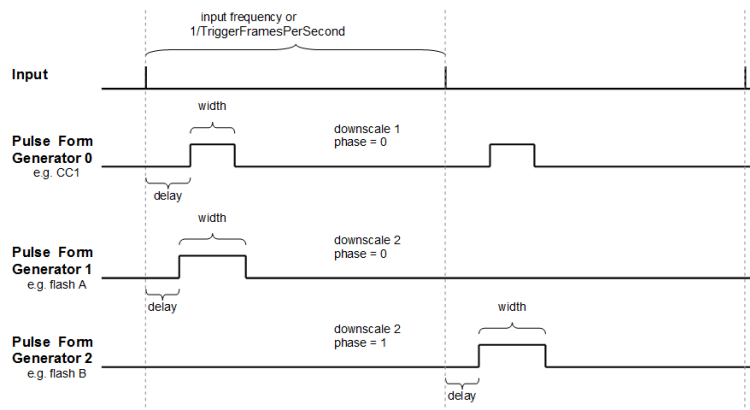 input frequency or
1/TriggerFramesPerSecond
Input
width
Pulse Form
Generator 0
e.g. CC1
downscale 1
phase = 0
delay
width
Pulse Form
Generator 1
e.g. flash A
downscale 2
phase = 0
delay
width
Pulse Form
Generator 2
e.g. flash B
downscale 2
phase = 1
delay